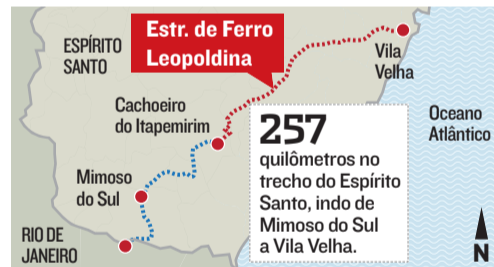 Estr. de Ferro
Leopoldina
ESPÍRITO
SANTO
Vila
Velha
Cachoeiro
do Itapemirim
Oceano
Atlântico
257
quilômetros no
trecho do Espírito
Santo, indo de
Mimoso do Sul
a Vila Velha.
Mimoso
do Sul
RIO DE
JANEIRO
N